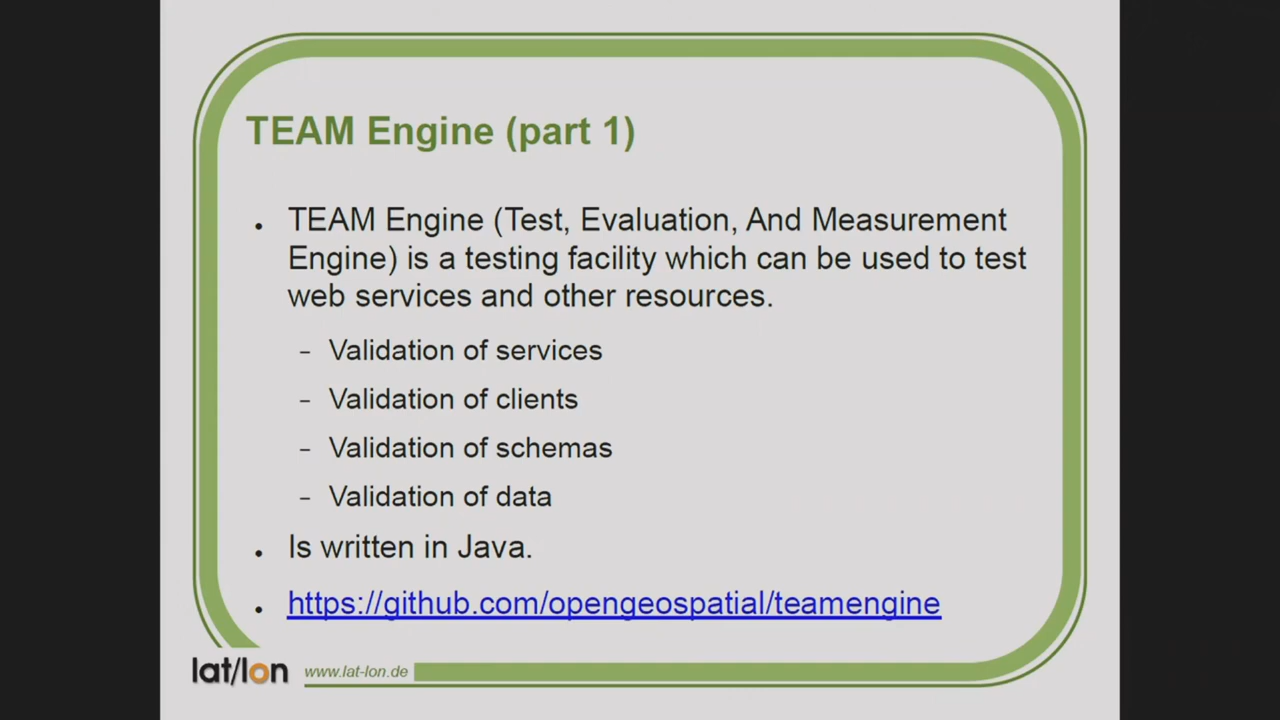 TEAM Engine (part 1)
• TEAM Engine (Test, Evaluation, And Measurement
Engine) is a testing facility which can be used to test
web services and other resources.
– Validation of services
– Validation of clients
– Validation of schemas
– Validation of data
• Is written in Java.
• https://github.com/opengeospatial/teamengine
lat/lon www.lat-lon.de